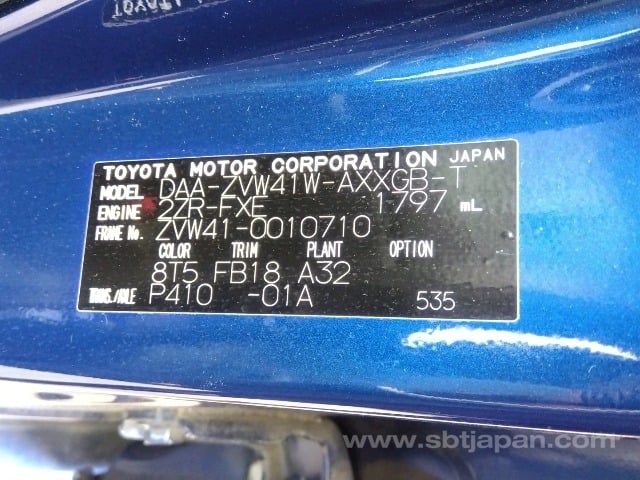 TOYOTA MOTOR CORPORATION JAPAN
MODEL DAA-ZVW41W-AXXGB-T
ENGINE 2ZR-FXE 1797 mL
FRAME No. ZVW41-0010710
COLOR TRIM PLANT OPTION
8T5 FB18 A32
TRANS./AXLE P410 -01A 535
www.sbtjapan.com